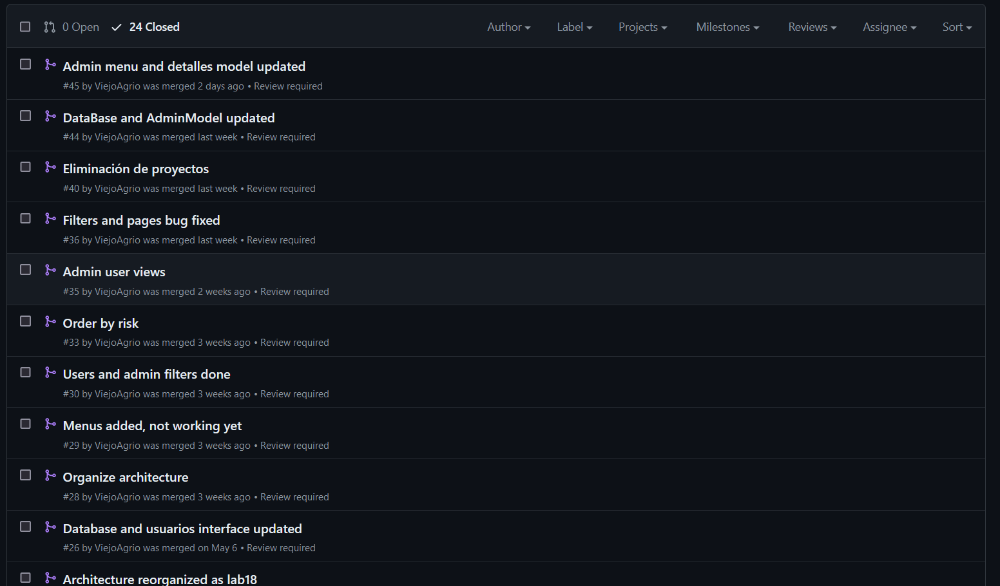 0 Open 24 Closed Author Label Projects Milestones Reviews Assignee Sort
Admin menu and detalles model updated
#45 by ViejoAgrio was merged 2 days ago • Review required
DataBase and AdminModel updated
#44 by ViejoAgrio was merged last week • Review required
Eliminación de proyectos
#40 by ViejoAgrio was merged last week • Review required
Filters and pages bug fixed
#36 by ViejoAgrio was merged last week • Review required
Admin user views
#35 by ViejoAgrio was merged 2 weeks ago • Review required
Order by risk
#33 by ViejoAgrio was merged 3 weeks ago • Review required
Users and admin filters done
#30 by ViejoAgrio was merged 3 weeks ago • Review required
Menus added, not working yet
#29 by ViejoAgrio was merged 3 weeks ago • Review required
Organize architecture
#28 by ViejoAgrio was merged 3 weeks ago • Review required
Database and usuarios interface updated
#26 by ViejoAgrio was merged on May 6 • Review required
Architecture reorganized as lab18